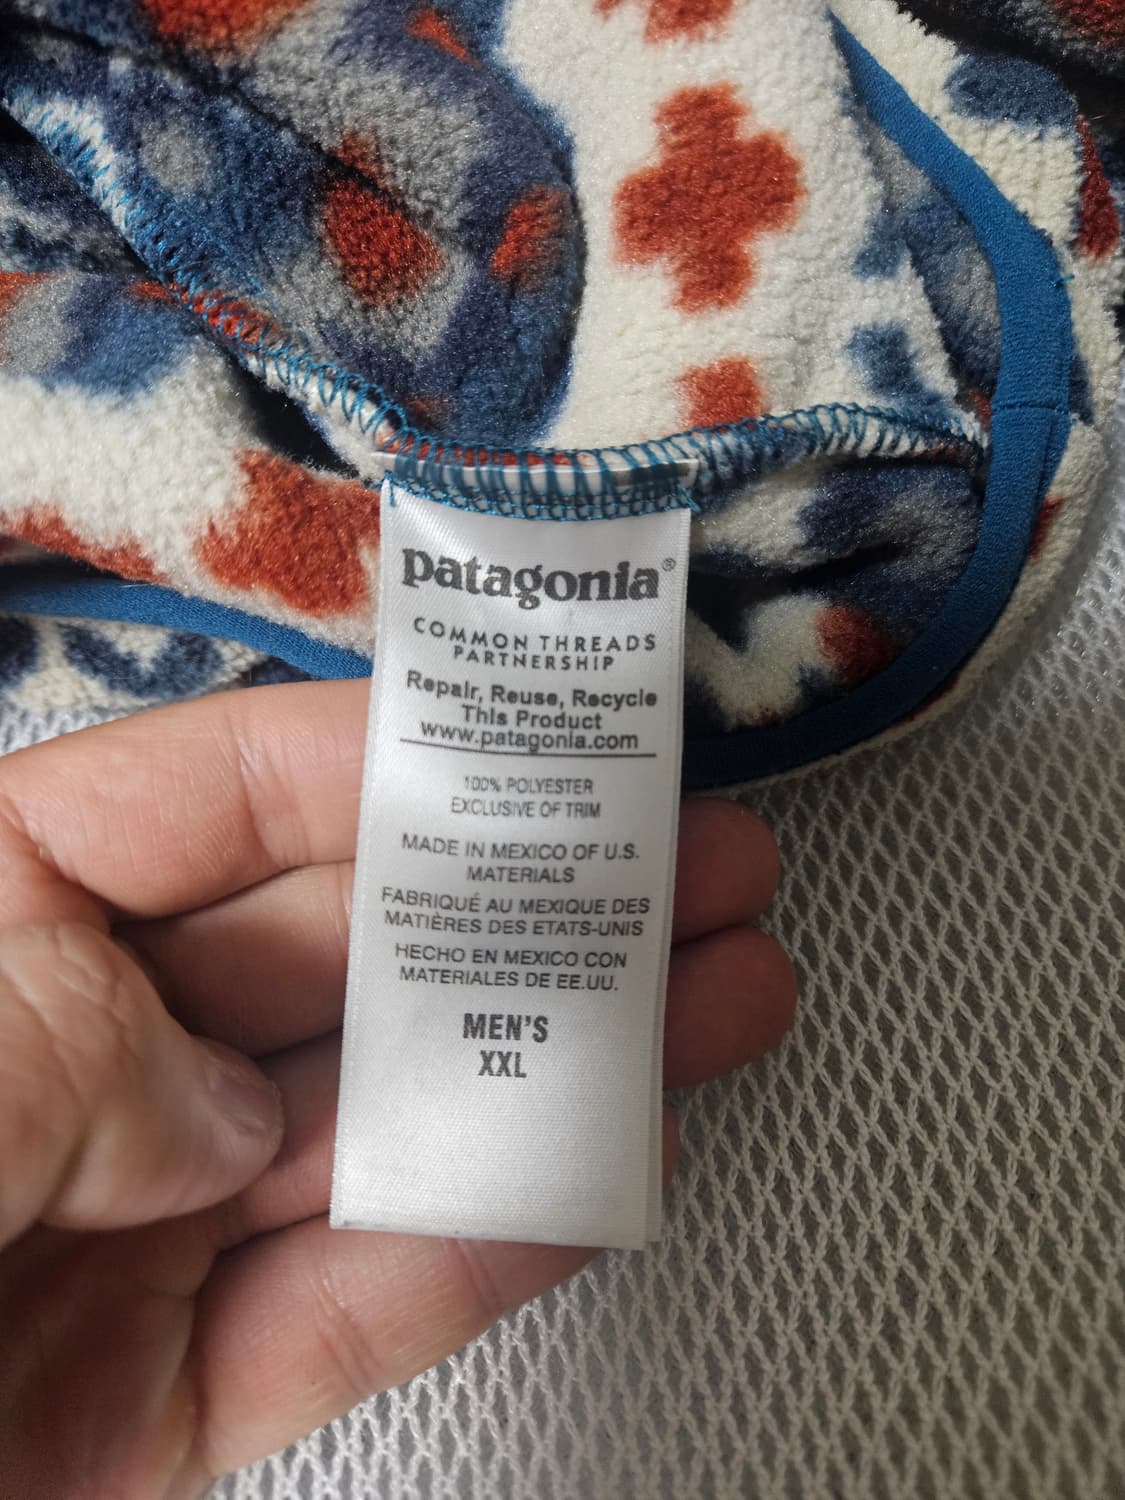 patagonia®
COMMON THREADS
PARTNERSHIP
Repair, Reuse, Recycle
This Product
www.patagonia.com
100% POLYESTER
EXCLUSIVE OF TRIM
MADE IN MEXICO OF U.S.
MATERIALS
FABRIQUÉ AU MEXIQUE DES
MATIÈRES DES ETATS-UNIS
HECHO EN MEXICO CON
MATERIALES DE EE.UU.
MEN'S
XXL